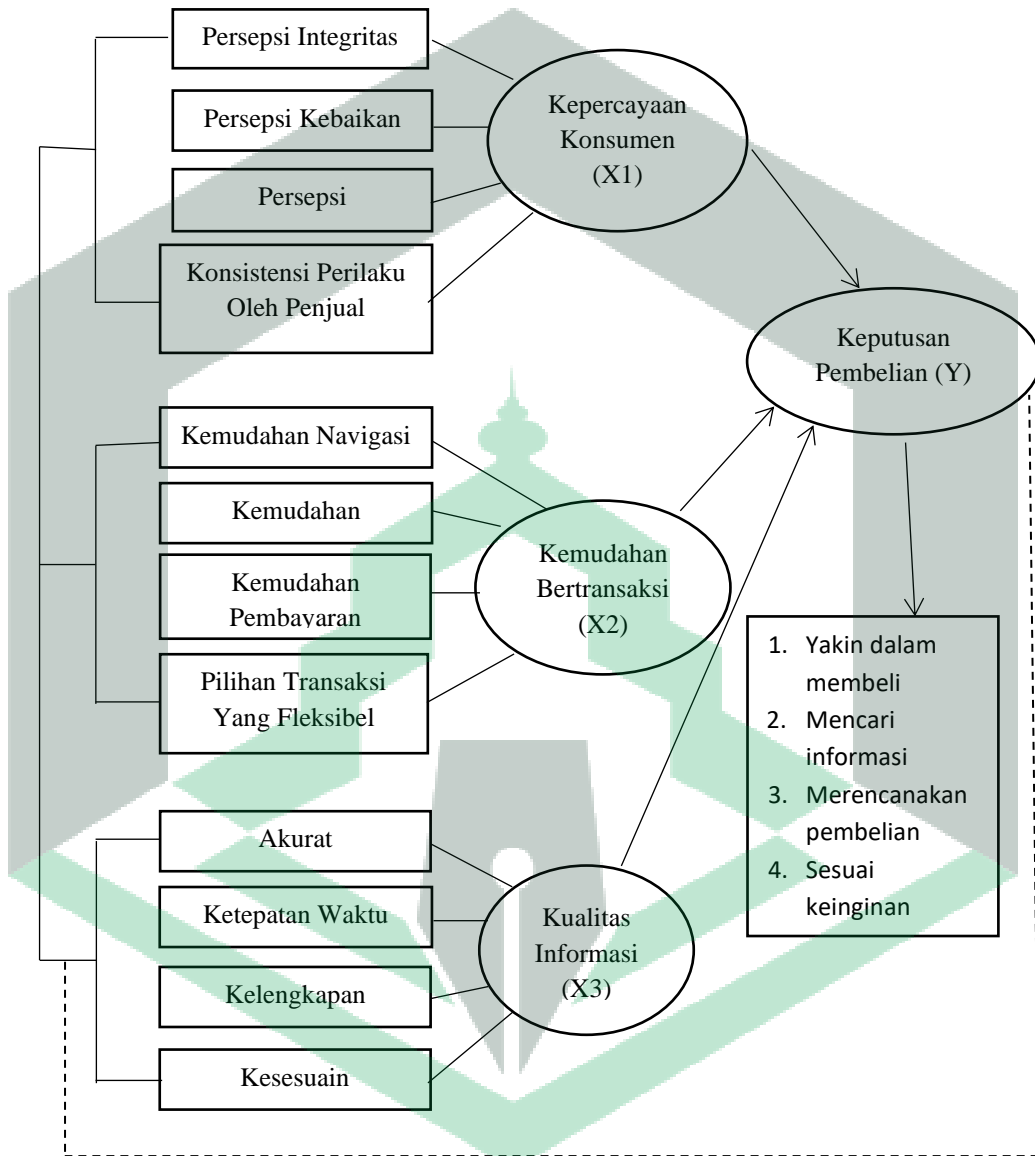 Persepsi Integritas
Persepsi Kebaikan
Persepsi
Konsistensi Perilaku
Oleh Penjual
Kepercayaan
Konsumen
(X1)
Kemudahan Navigasi
Kemudahan
Kemudahan
Pembayaran
Pilihan Transaksi
Yang Fleksibel
Kemudahan
Bertransaksi
(X2)
Akurat
Ketepatan Waktu
Kelengkapan
Kesesuain
Kualitas
Informasi
(X3)
Keputusan
Pembelian (Y)
1. Yakin dalam
membeli
2. Mencari
informasi
3. Merencanakan
pembelian
4. Sesuai
keinginan